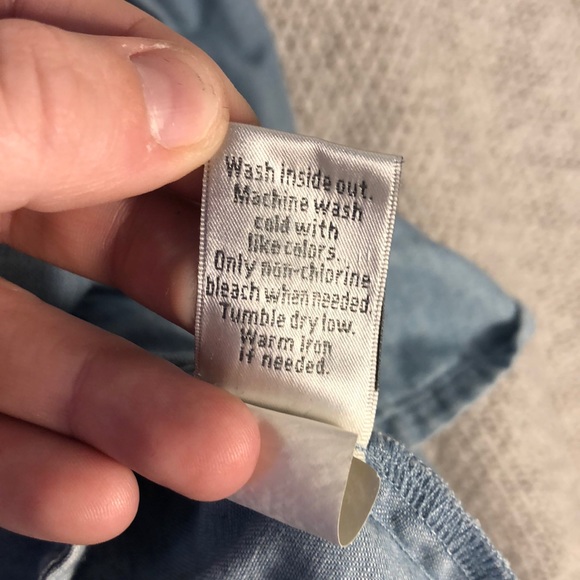 Wash inside out.
Machine wash
cold with
like colors.
Only non-chlorine
bleach when needed.
Tumble dry low.
Warm iron
if needed.